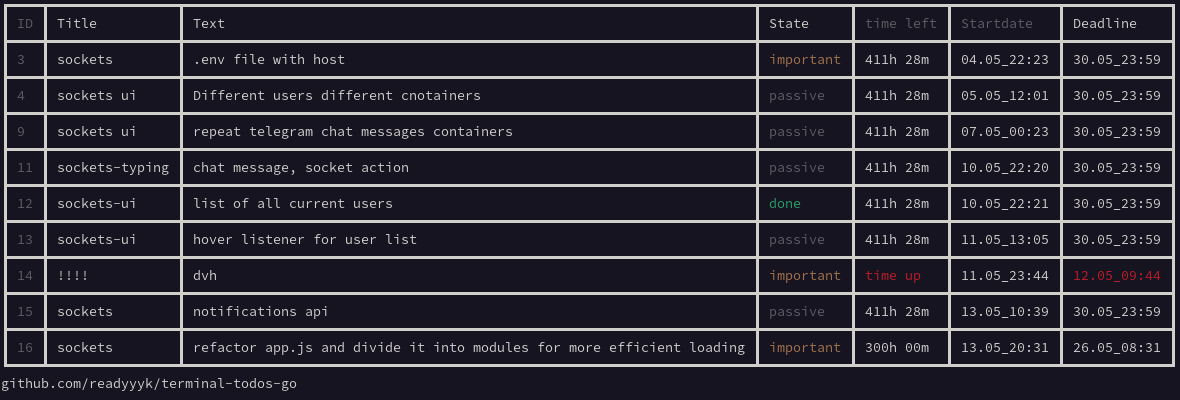 ID Title Text State time left Startdate Deadline
3 sockets .env file with host important 411h 28m 04.05_22:23 30.05_23:59
4 sockets ui Different users different cnotainers passive 411h 28m 05.05_12:01 30.05_23:59
9 sockets ui repeat telegram chat messages containers passive 411h 28m 07.05_00:23 30.05_23:59
11 sockets-typing chat message, socket action passive 411h 28m 10.05_22:20 30.05_23:59
12 sockets-ui list of all current users done 411h 28m 10.05_22:21 30.05_23:59
13 sockets-ui hover listener for user list passive 411h 28m 11.05_13:05 30.05_23:59
14 !!!! dvh important time up 11.05_23:44 12.05_09:44
15 sockets notifications api passive 411h 28m 13.05_10:39 30.05_23:59
16 sockets refactor app.js and divide it into modules for more efficient loading important 300h 00m 13.05_20:31 26.05_08:31
github.com/readyyyk/terminal-todos-go